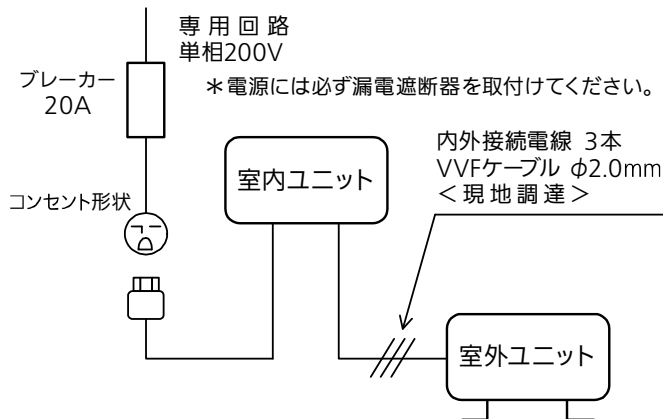 専用回路
単相200V
＊電源には必ず漏電遮断器を取付けてください。
ブレーカー
20A
コンセント形状
室内ユニット
内外接続電線 3本
VVFケーブル φ2.0mm
＜現地調達＞
室外ユニット